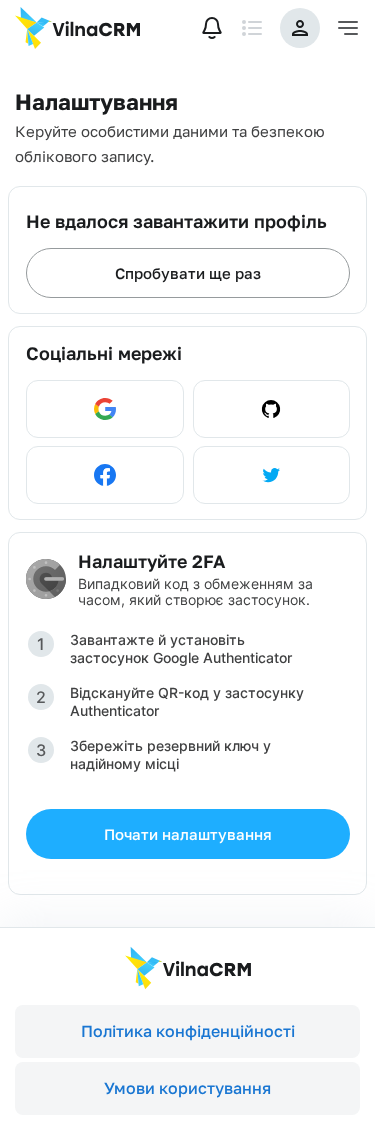 VilnaCRM
Налаштування
Керуйте особистими даними та безпекою
облікового запису.
Не вдалося завантажити профіль
Спробувати ще раз
Соціальні мережі
Налаштуйте 2FA
Випадковий код з обмеженням за
часом, який створює застосунок.
1
Завантажте й установіть
застосунок Google Authenticator
2
Відскануйте QR-код у застосунку
Authenticator
3
Збережіть резервний ключ у
надійному місці
Почати налаштування
VilnaCRM
Політика конфіденційності
Умови користування